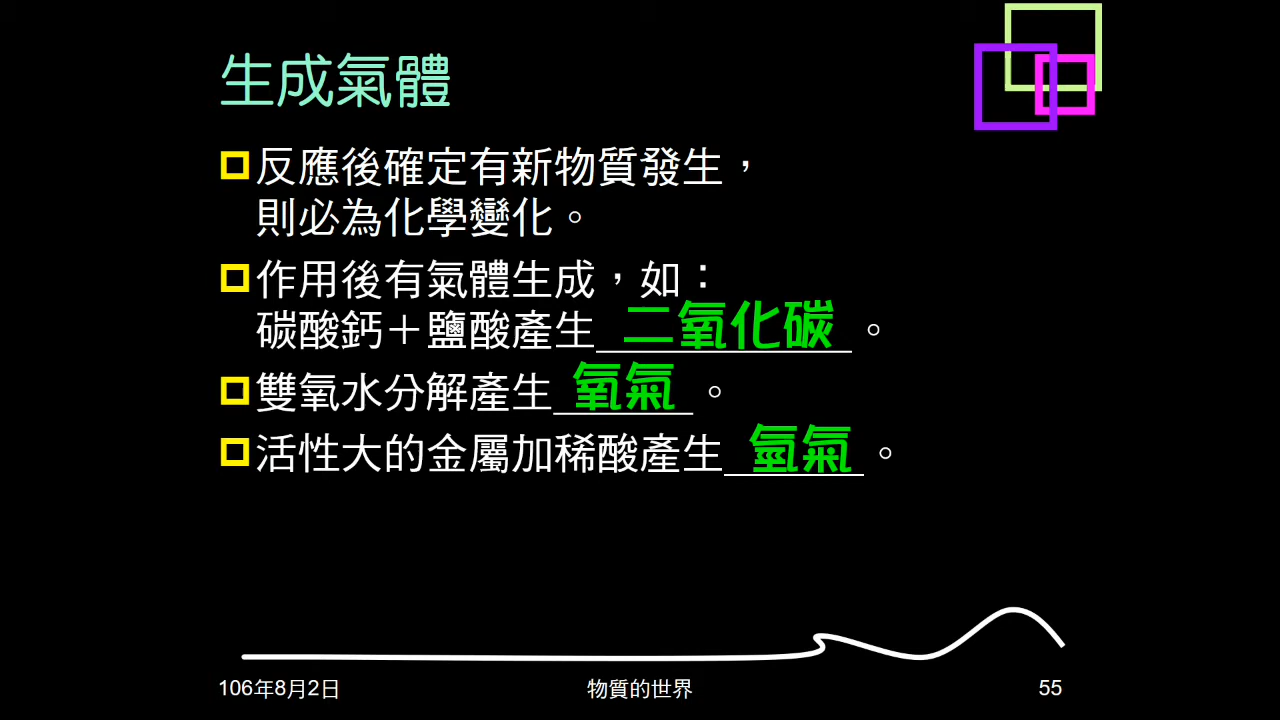 生成氣體
反應後確定有新物質發生，
則必為化學變化。
作用後有氣體生成，如：
碳酸鈣＋鹽酸產生 二氧化碳 。
雙氧水分解產生 氧氣 。
活性大的金屬加稀酸產生 氫氣 。
106年8月2日
物質的世界
55